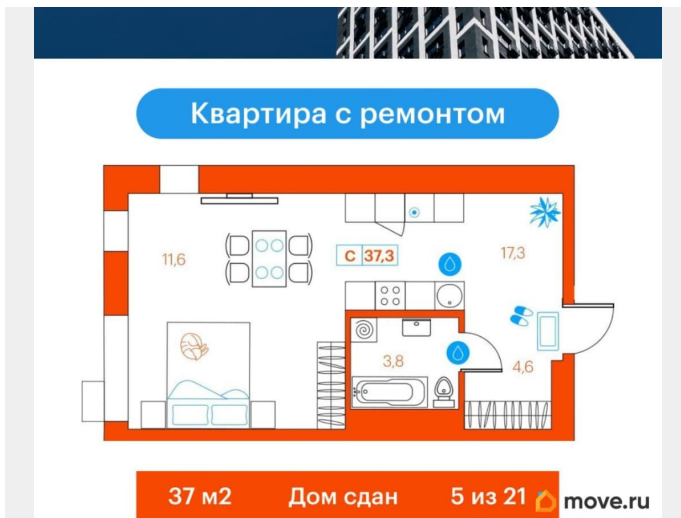 Квартира с ремонтом
11,6
С 37,3
17,3
3,8
4,6
37 м2 Дом сдан 5 из 21
move.ru